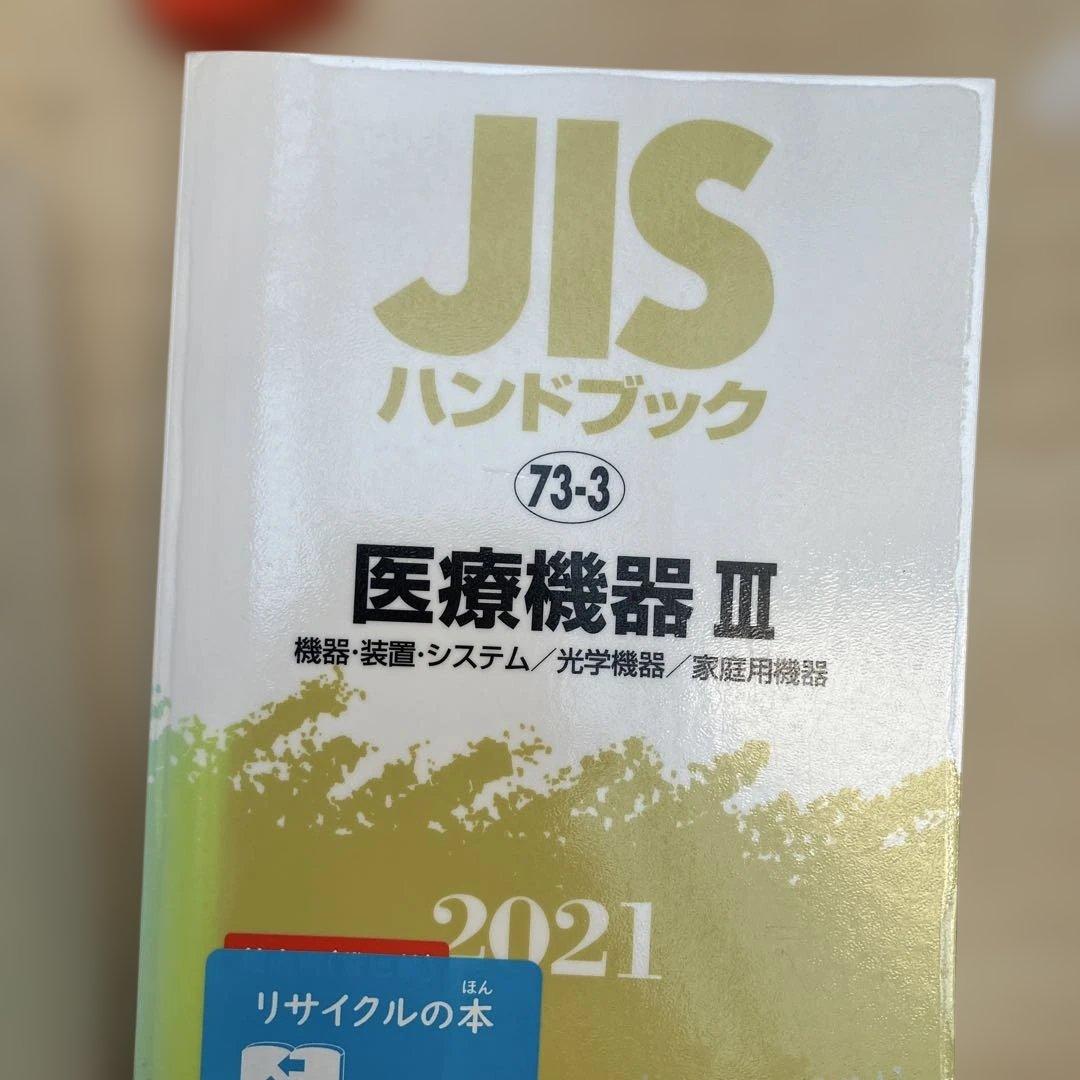 JIS
ハンドブック
73-3
医療機器 III
機器・装置・システム／光学機器／家庭用機器
2021
ほん
リサイクルの本